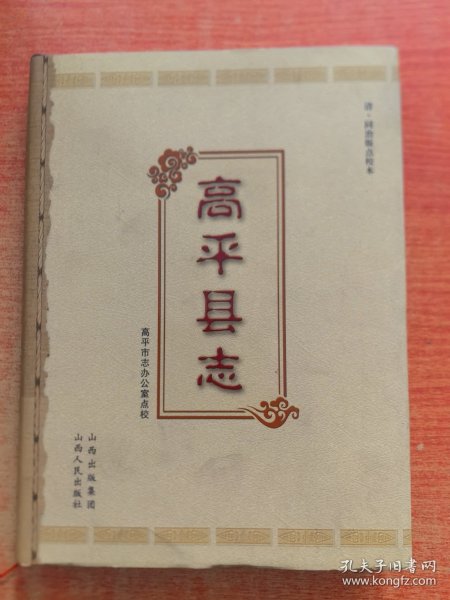 清·同治版点校本
高平县志
高平市志办公室点校
山西出版集团
山西人民出版社
孔夫子旧书网
www.kongfz.com